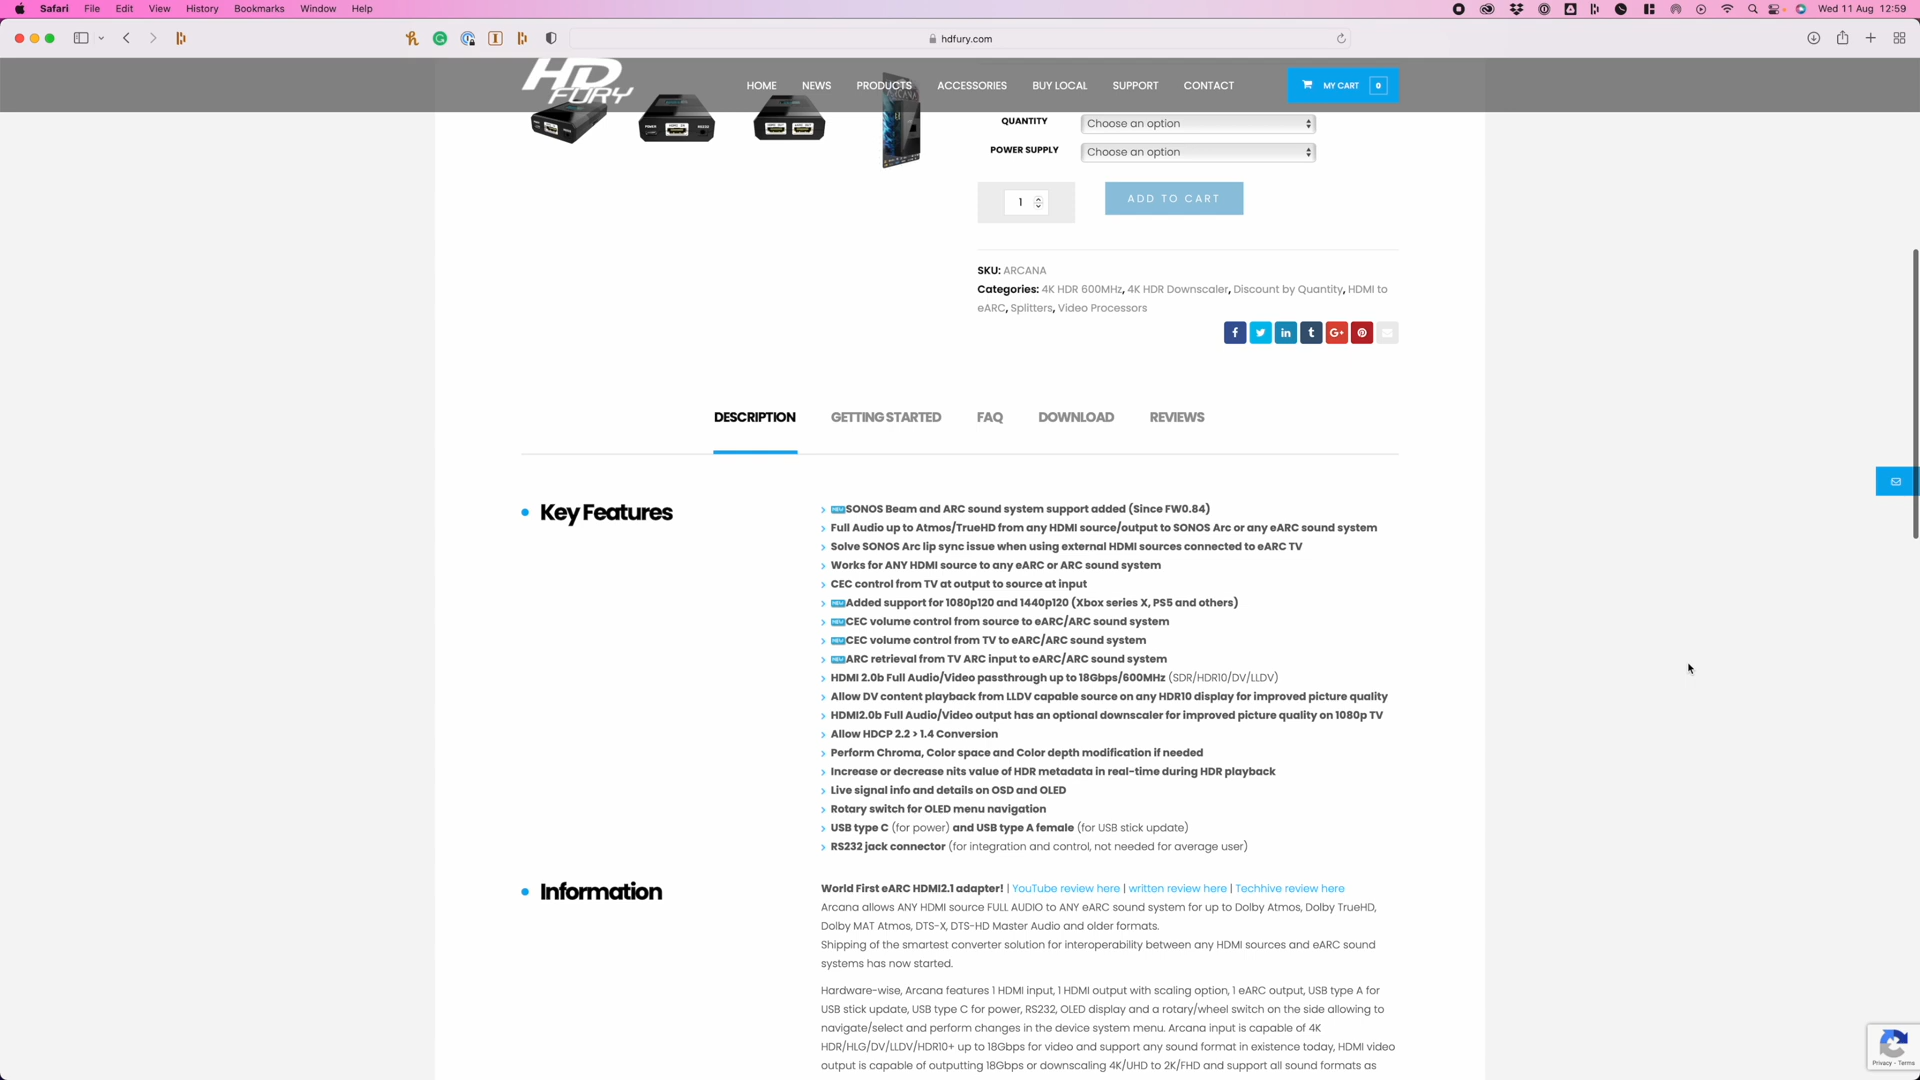 Safari File Edit View History Bookmarks Window Help Wed 11 Aug 12:59
hdfury.com
HD FURY
HOME NEWS PRODUCTS ACCESSORIES BUY LOCAL SUPPORT CONTACT MY CART 0
ARCANA
QUANTITY Choose an option
POWER SUPPLY Choose an option
1 ADD TO CART
SKU: ARCANA
Categories: 4K HDR 600MHz, 4K HDR Downscaler, Discount by Quantity, HDMI to
eARC, Splitters, Video Processors
DESCRIPTION GETTING STARTED FAQ DOWNLOAD REVIEWS
Key Features
SONOS Beam and ARC sound system support added (Since FW0.84)
Full Audio up to Atmos/TrueHD from any HDMI source/output to SONOS Arc or any eARC sound system
Solve SONOS Arc lip sync issue when using external HDMI sources connected to eARC TV
Works for ANY HDMI source to any eARC or ARC sound system
CEC control from TV at output to source at input
Added support for 1080p120 and 1440p120 (Xbox series X, PS5 and others)
CEC volume control from source to eARC/ARC sound system
CEC volume control from TV to eARC/ARC sound system
ARC retrieval from TV ARC input to eARC/ARC sound system
HDMI 2.0b Full Audio/Video passthrough up to 18Gbps/600MHz (SDR/HDR10/DV/LLDV)
Allow DV content playback from LLDV capable source on any HDR10 display for improved picture quality
HDMI2.0b Full Audio/Video output has an optional downscaler for improved picture quality on 1080p TV
Allow HDCP 2.2 > 1.4 Conversion
Perform Chroma, Color space and Color depth modification if needed
Increase or decrease nits value of HDR metadata in real-time during HDR playback
Live signal info and details on OSD and OLED
Rotary switch for OLED menu navigation
USB type C (for power) and USB type A female (for USB stick update)
RS232 jack connector (for integration and control, not needed for average user)
Information
World First eARC HDMI2.1 adapter! | YouTube review here | written review here | Techhive review here
Arcana allows ANY HDMI source FULL AUDIO to ANY eARC sound system for up to Dolby Atmos, Dolby TrueHD,
Dolby MAT Atmos, DTS-X, DTS-HD Master Audio and older formats.
Shipping of the smartest converter solution for interoperability between any HDMI sources and eARC sound
systems has now started.
Hardware-wise, Arcana features 1 HDMI input, 1 HDMI output with scaling option, 1 eARC output, USB type A for
USB stick update, USB type C for power, RS232, OLED display and a rotary/wheel switch on the side allowing to
navigate/select and perform changes in the device system menu. Arcana input is capable of 4K
HDR/HLG/DV/LLDV/HDR10+ up to 18Gbps for video and support any sound format in existence today, HDMI video
output is capable of outputting 18Gbps or downscaling 4K/UHD to 2K/FHD and support all sound formats as
Privacy - Terms